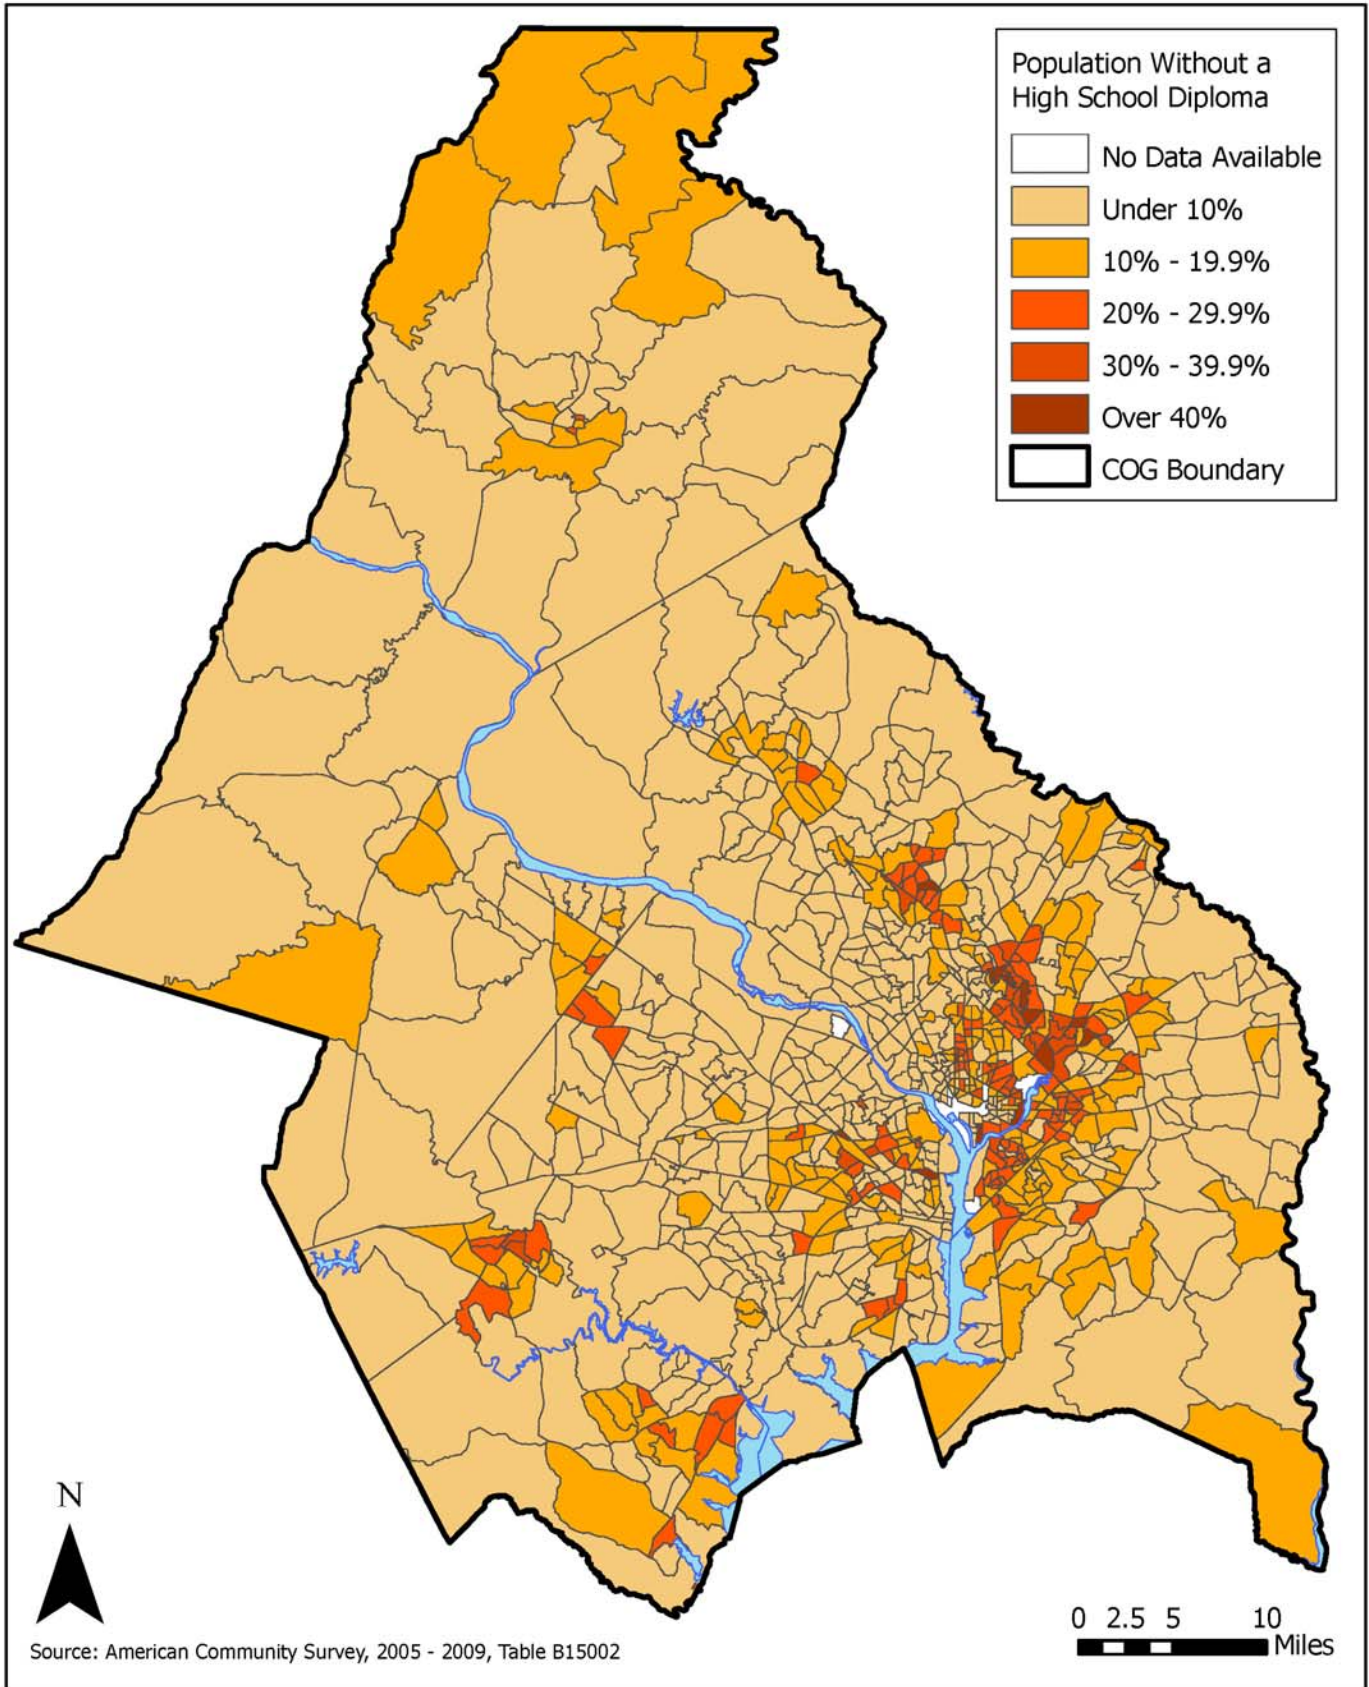 Population Without a
High School Diploma
No Data Available
Under 10%
10% - 19.9%
20% - 29.9%
30% - 39.9%
Over 40%
COG Boundary
N
0 2.5 5 10
Miles
Source: American Community Survey, 2005 - 2009, Table B15002